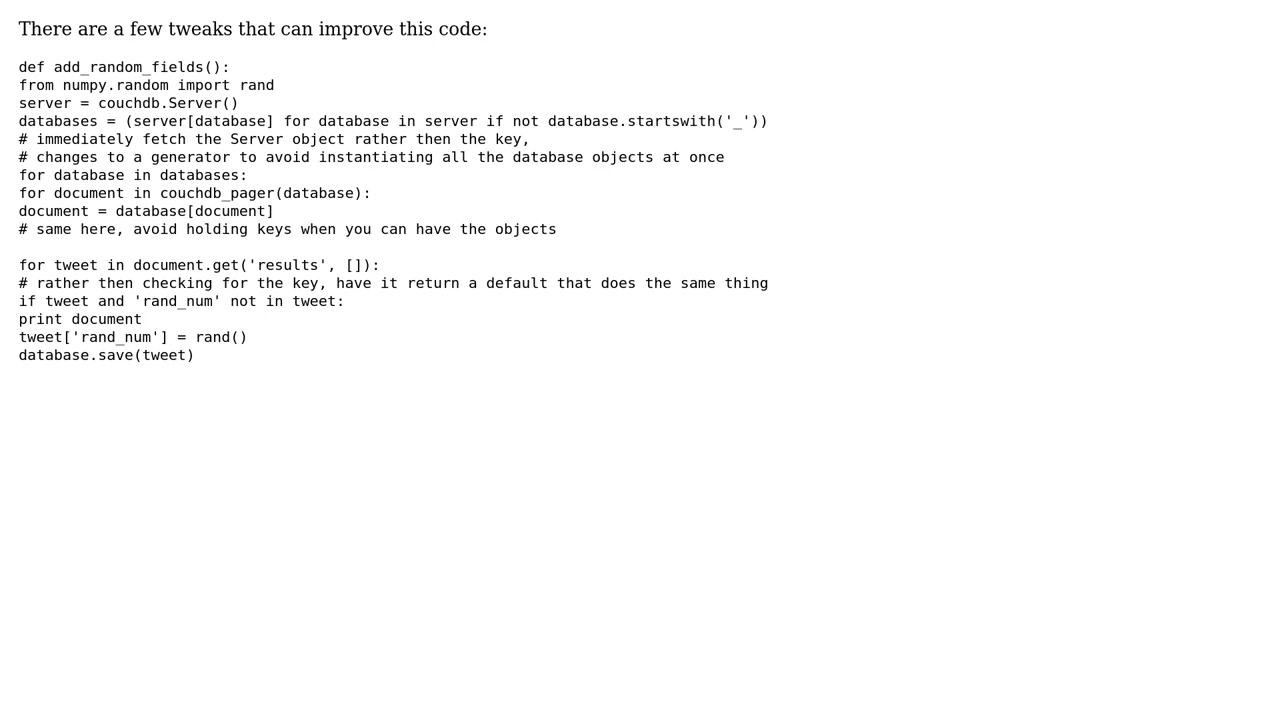 There are a few tweaks that can improve this code:
def add_random_fields():
from numpy.random import rand
server = couchdb.Server()
databases = (server[database] for database in server if not database.startswith('_'))
# immediately fetch the Server object rather then the key,
# changes to a generator to avoid instantiating all the database objects at once
for database in databases:
for document in couchdb_pager(database):
document = database[document]
# same here, avoid holding keys when you can have the objects

for tweet in document.get('results', []):
# rather then checking for the key, have it return a default that does the same thing
if tweet and 'rand_num' not in tweet:
print document
tweet['rand_num'] = rand()
database.save(tweet)